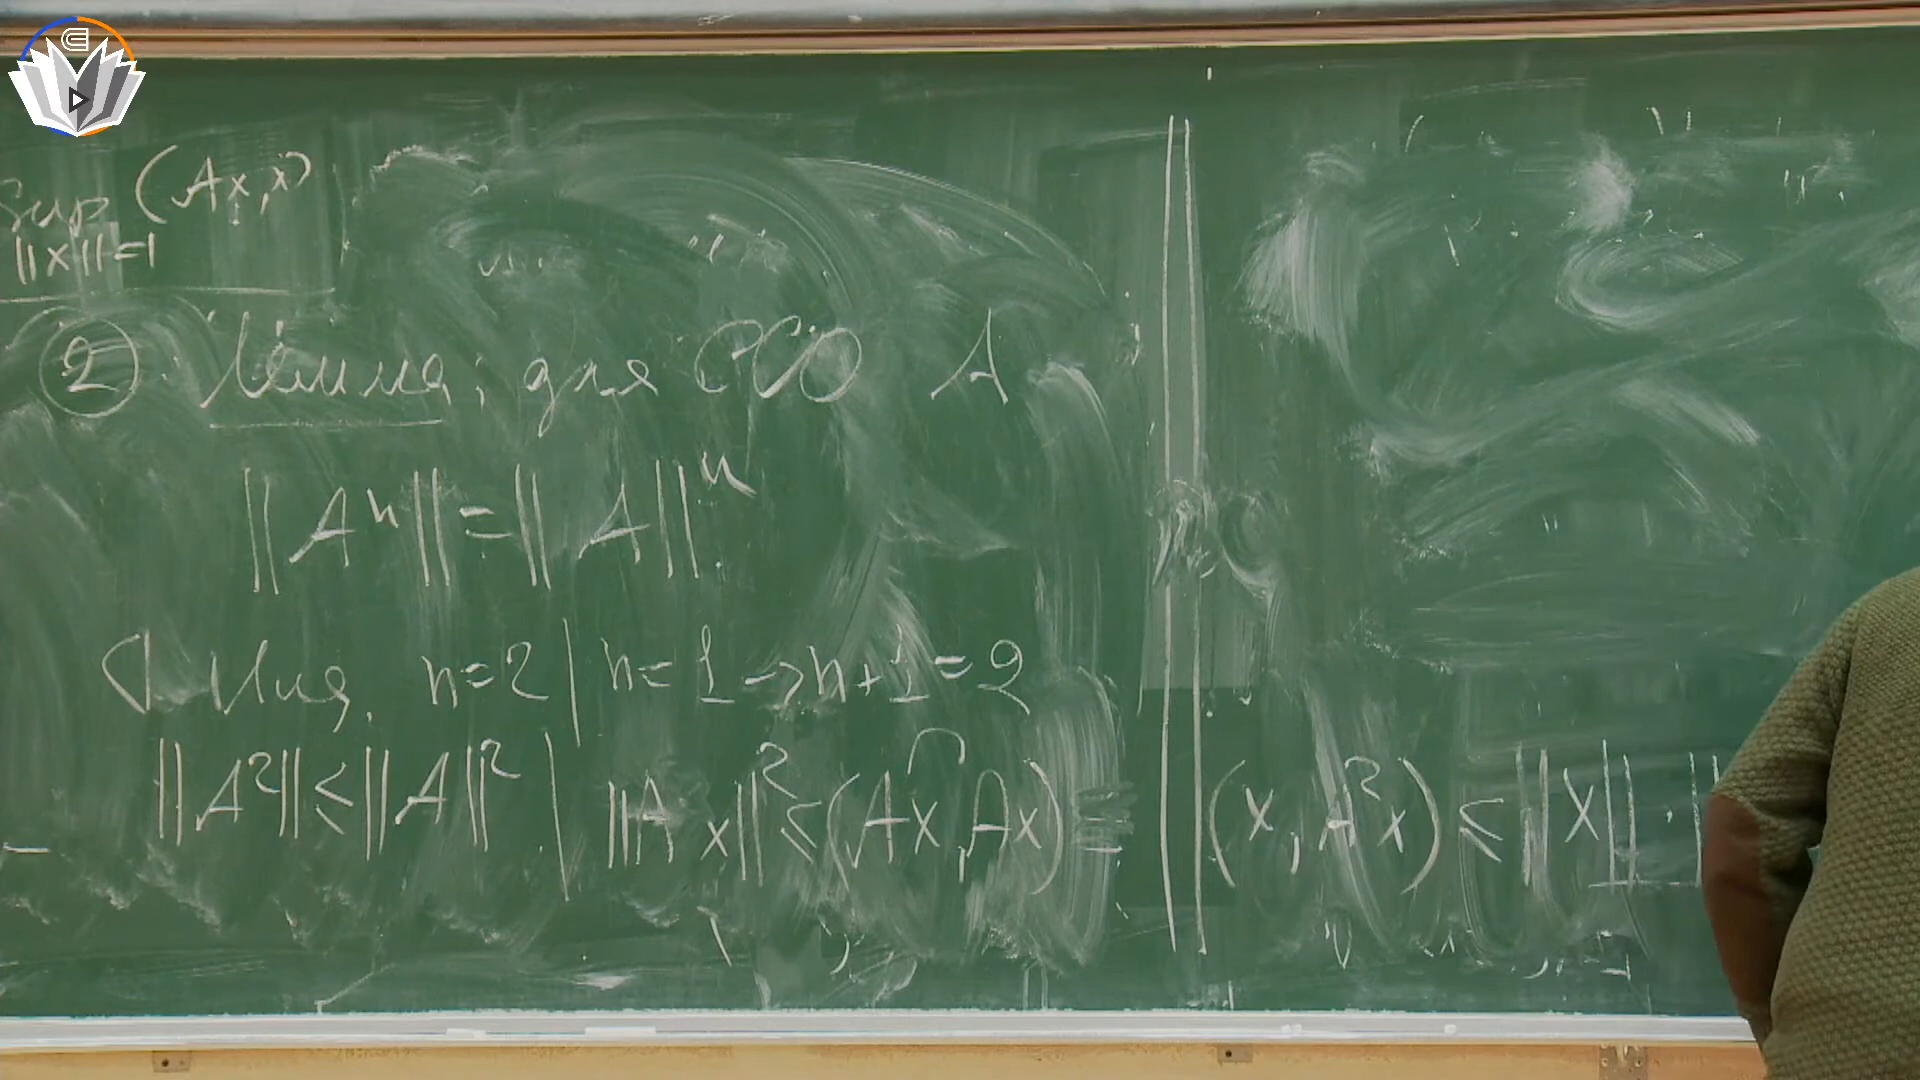 sup (Ax, x)
||x||=1
② Лемма: для ОСО A
||Aⁿ|| = ||A||ⁿ
◁ Инд. n=2 | n=1 → n+1=2
||A²|| ≤ ||A||² | ||Ax||² ≤ (Ax, Ax) = || (x, A²x) ≤ ||x|| ·